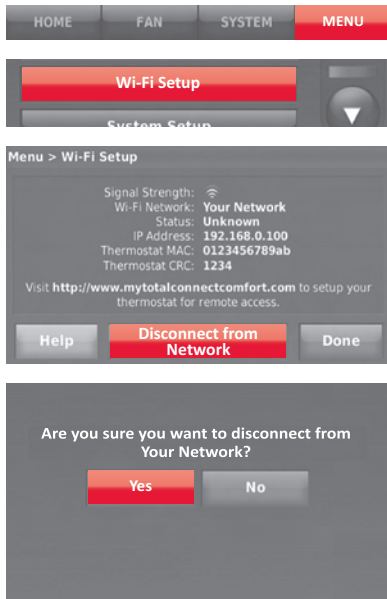 HOME FAN SYSTEM MENU
Wi-Fi Setup
System Setup
Menu > Wi-Fi Setup
Signal Strength:
Wi-Fi Network: Your Network
Status: Unknown
IP Address: 192.168.0.100
Thermostat MAC: 0123456789ab
Thermostat CRC: 1234
Visit http://www.mytotalconnectcomfort.com to setup your
thermostat for remote access.
Help Disconnect from Done
Network
Are you sure you want to disconnect from
Your Network?
Yes No